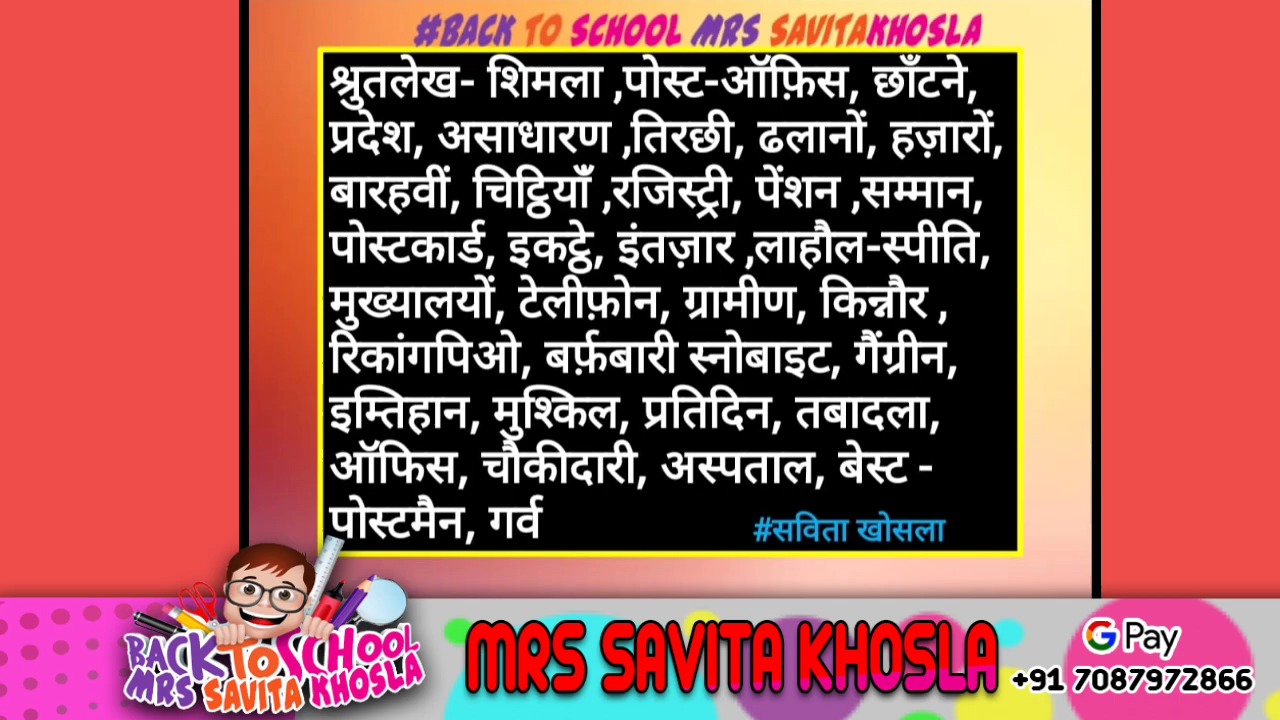 #BACK TO SCHOOL MRS SAVITAKHOSLA
श्रुतलेख- शिमला ,पोस्ट-ऑफ़िस, छाँटने,
प्रदेश, असाधारण ,तिरछी, ढलानों, हज़ारों,
बारहवीं, चिट्ठियाँ ,रजिस्ट्री, पेंशन ,सम्मान,
पोस्टकार्ड, इकट्ठे, इंतज़ार ,लाहौल-स्पीति,
मुख्यालयों, टेलीफ़ोन, ग्रामीण, किन्नौर ,
रिकांगपिओ, बर्फ़बारी स्नोबाइट, गैंग्रीन,
इम्तिहान, मुश्किल, प्रतिदिन, तबादला,
ऑफिस, चौकीदारी, अस्पताल, बेस्ट -
पोस्टमैन, गर्व
#सविता खोसला
BACK TO SCHOOL
MRS SAVITA KHOSLA
MRS SAVITA KHOSLA
G Pay
+91 7087972866